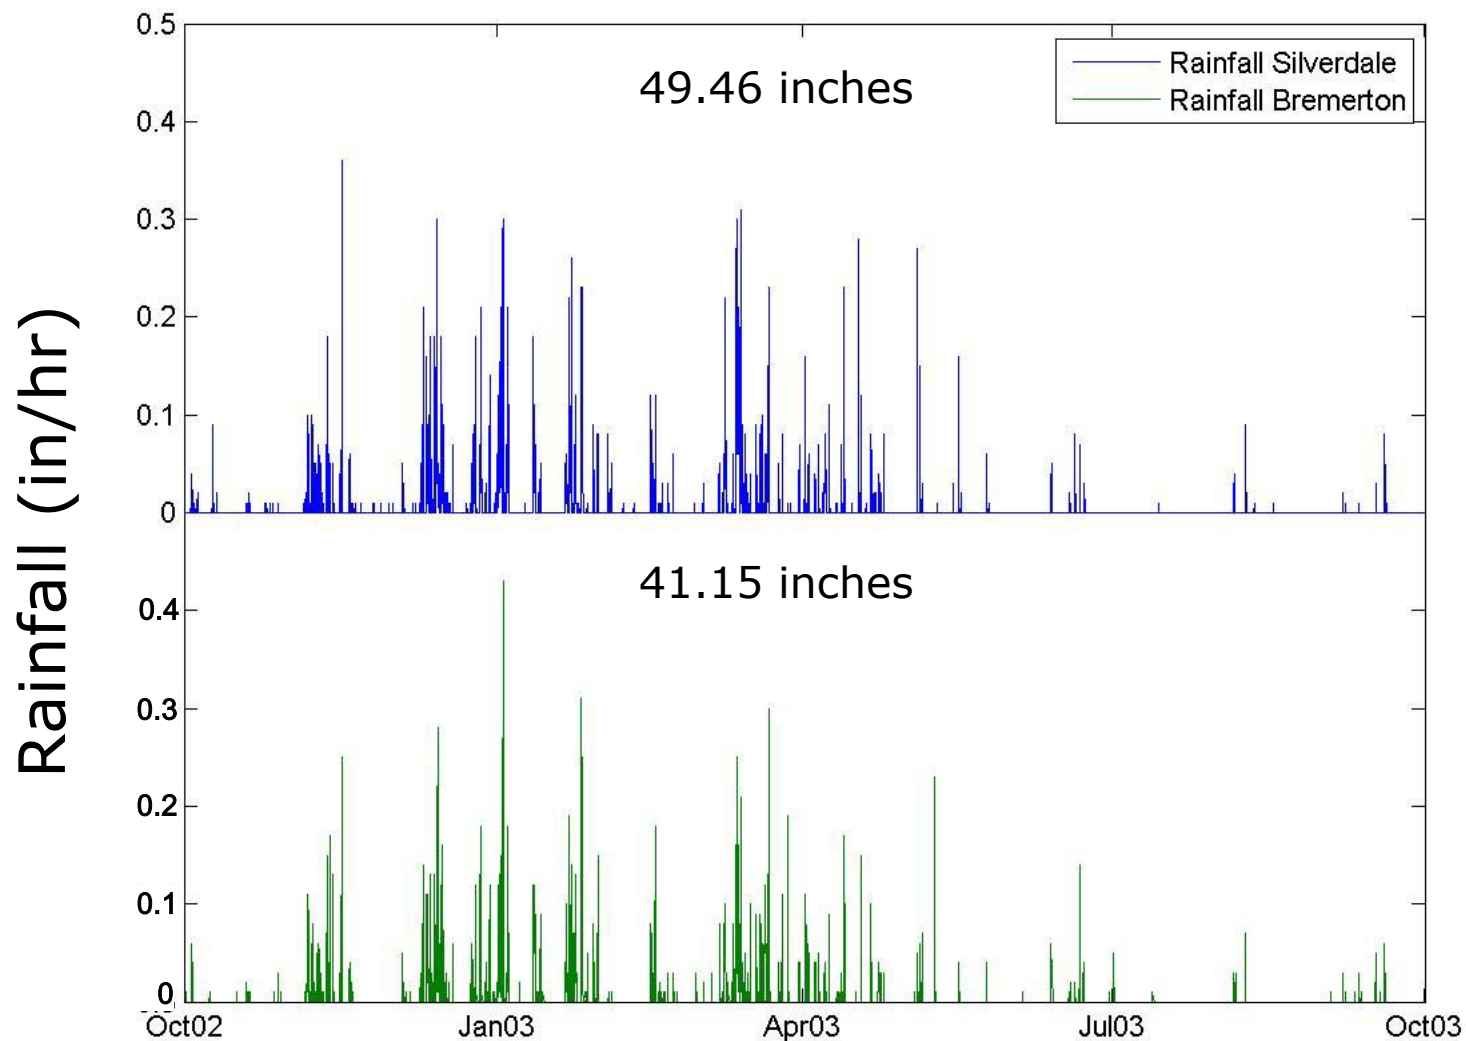 0.5
49.46 inches
Rainfall Silverdale
Rainfall Bremerton
0.4
0.3
0.2
0.1
0
Rainfall (in/hr)
41.15 inches
0.4
0.3
0.2
0.1
0
Oct02
Jan03
Apr03
Jul03
Oct03